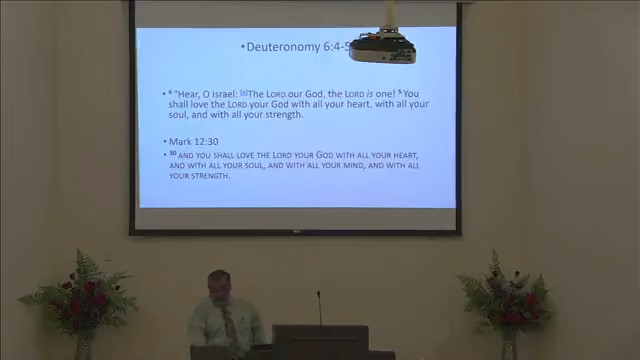 •Deuteronomy 6:4-5
• 4 "Hear, O Israel: [a]The LORD our God, the LORD is one! 5 You
shall love the LORD your God with all your heart, with all your
soul, and with all your strength.
• Mark 12:30
• 30 AND YOU SHALL LOVE THE LORD YOUR GOD WITH ALL YOUR HEART,
AND WITH ALL YOUR SOUL, AND WITH ALL YOUR MIND, AND WITH ALL
YOUR STRENGTH.